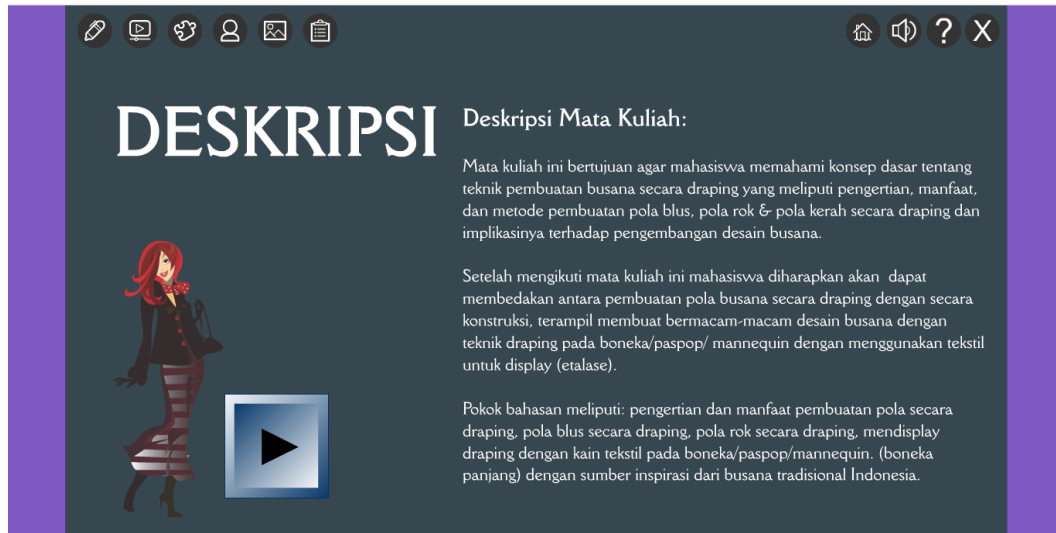 ? X
DESKRIPSI
Deskripsi Mata Kuliah:
Mata kuliah ini bertujuan agar mahasiswa memahami konsep dasar tentang
teknik pembuatan busana secara draping yang meliputi pengertian, manfaat,
dan metode pembuatan pola blus, pola rok & pola kerah secara draping dan
implikasinya terhadap pengembangan desain busana.
Setelah mengikuti mata kuliah ini mahasiswa diharapkan akan dapat
membedakan antara pembuatan pola busana secara draping dengan secara
konstruksi, terampil membuat bermacam-macam desain busana dengan
teknik draping pada boneka/paspop/ mannequin dengan menggunakan tekstil
untuk display (etalase).
Pokok bahasan meliputi: pengertian dan manfaat pembuatan pola secara
draping, pola blus secara draping, pola rok secara draping, mendisplay
draping dengan kain tekstil pada boneka/paspop/mannequin. (boneka
panjang) dengan sumber inspirasi dari busana tradisional Indonesia.